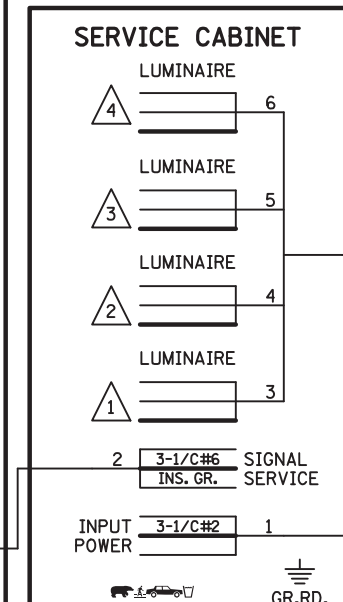 SERVICE CABINET
LUMINAIRE
4
6
LUMINAIRE
3
5
LUMINAIRE
2
4
LUMINAIRE
1
3
2
3-1/C#6
INS. GR.
SIGNAL
SERVICE
INPUT
POWER
3-1/C#2
1
GR.RD.